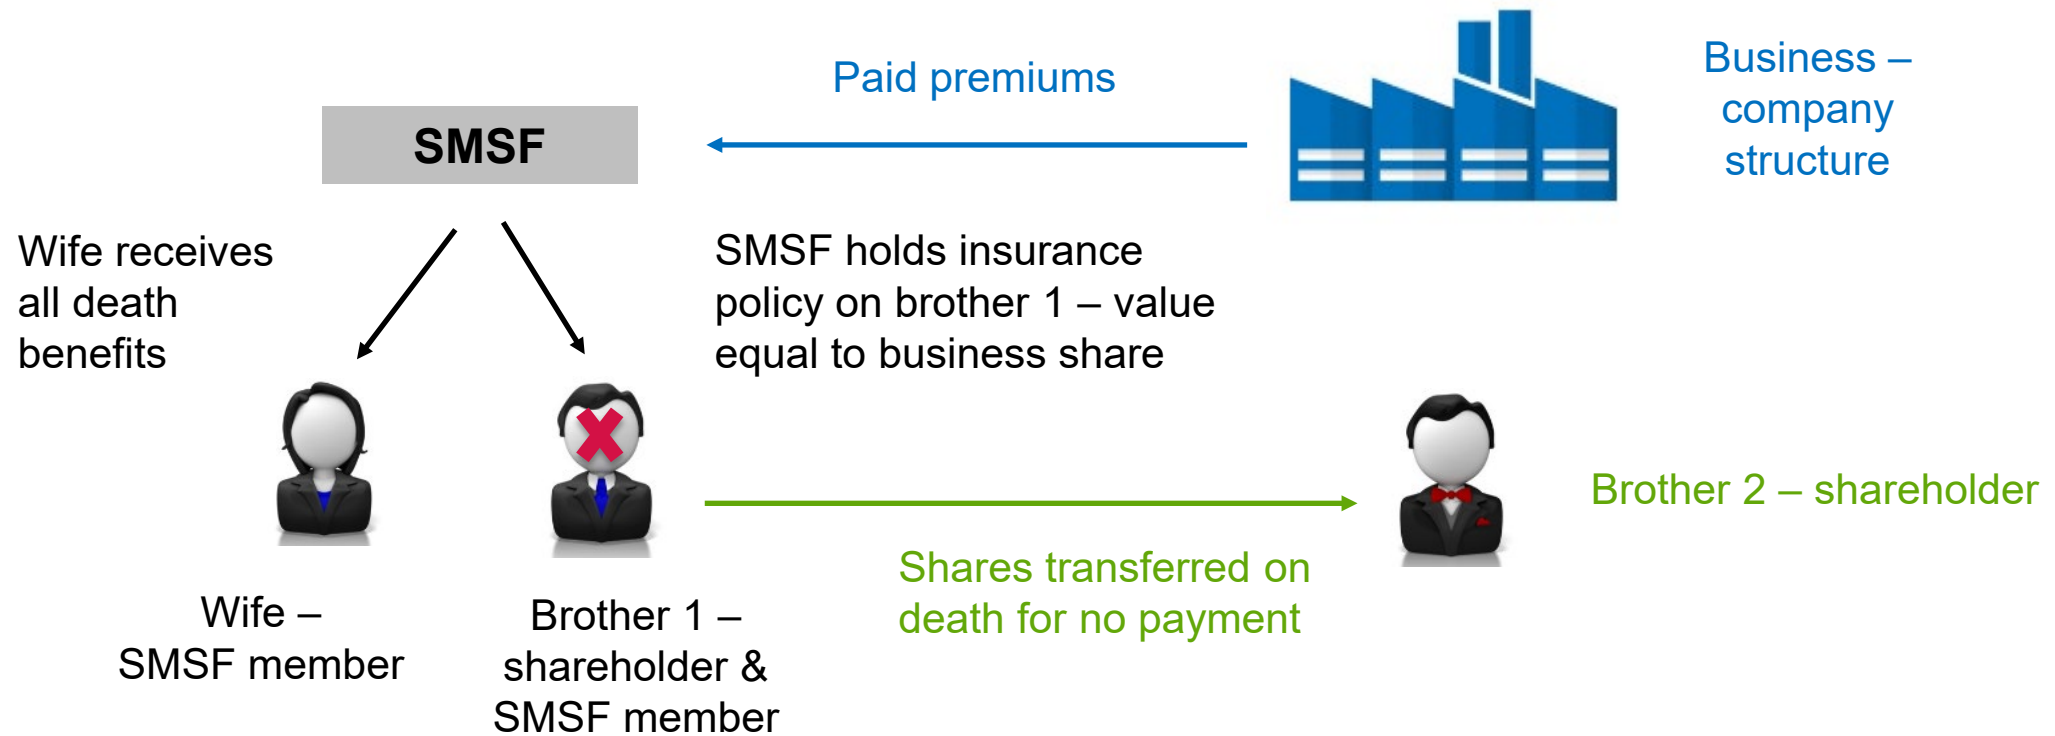 Paid premiums
Business –
company
structure
SMSF
Wife receives
all death
benefits
SMSF holds insurance
policy on brother 1 – value
equal to business share
Brother 2 – shareholder
Shares transferred on
death for no payment
Wife –
SMSF member
Brother 1 –
shareholder &
SMSF member